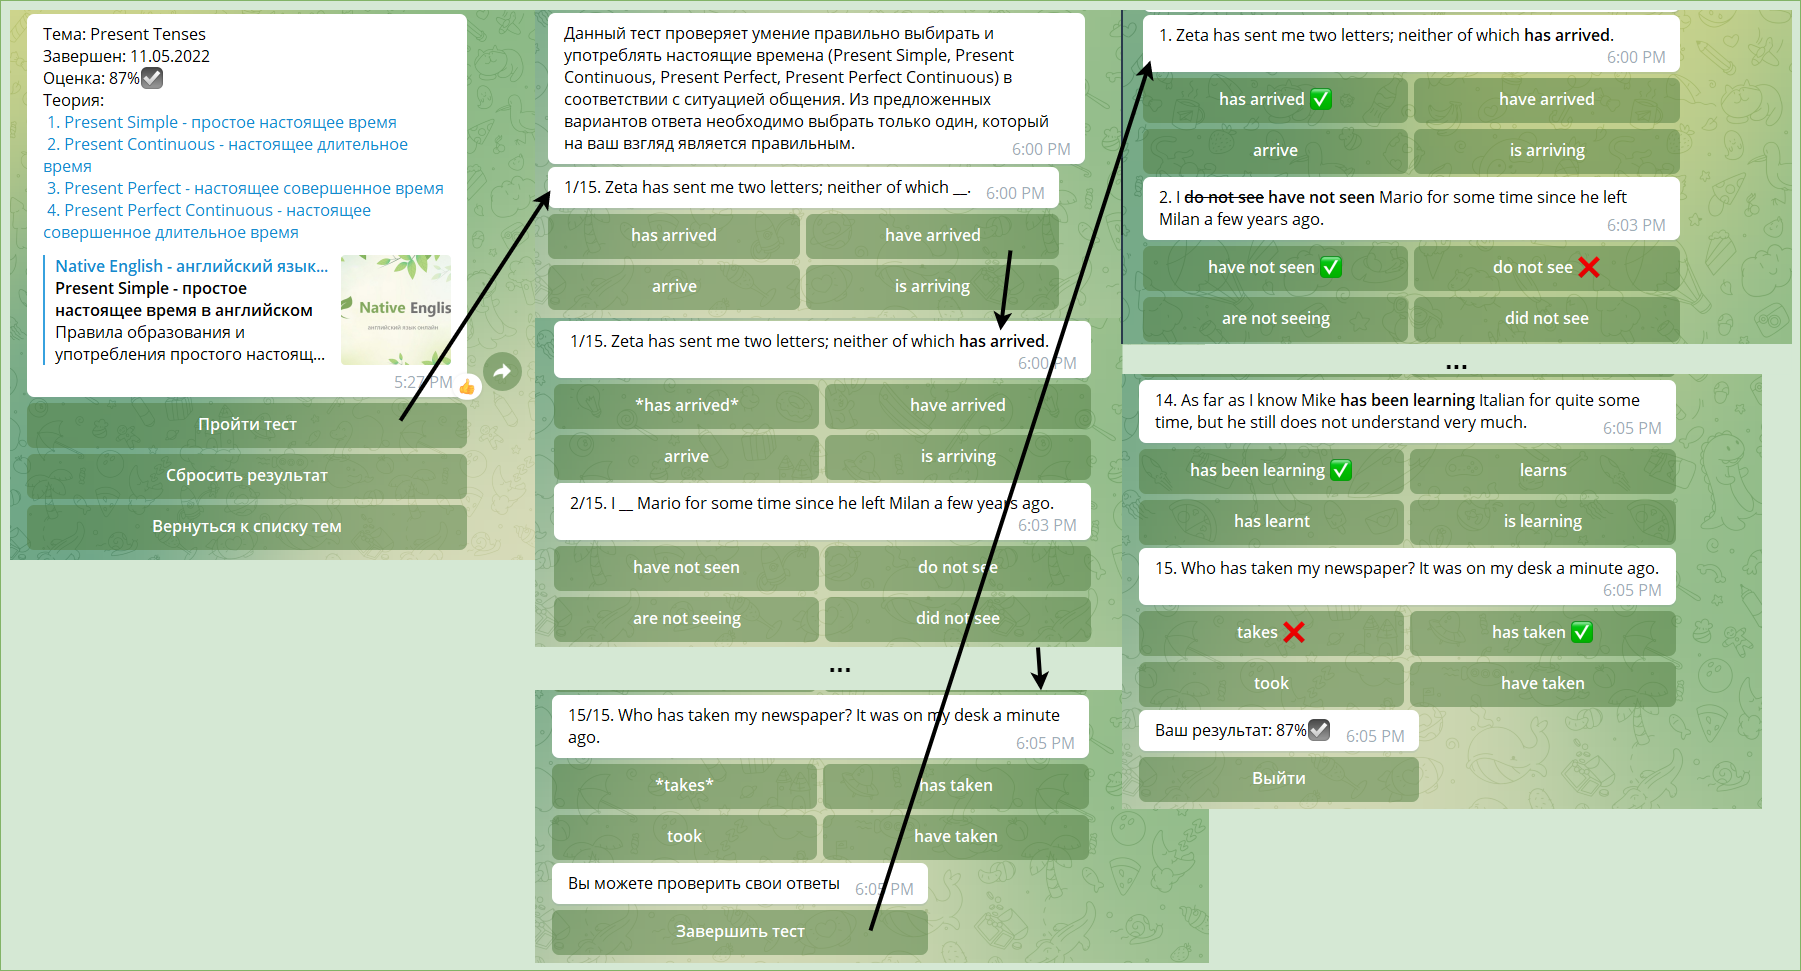 Тема: Present Tenses
Завершен: 11.05.2022
Оценка: 87%☑
Теория:
1. Present Simple - простое настоящее время
2. Present Continuous - настоящее длительное
время
3. Present Perfect - настоящее совершенное время
4. Present Perfect Continuous - настоящее
совершенное длительное время
Native English - английский язык...
Present Simple - простое
настоящее время в английском
Правила образования и
употребления простого настоящ...
Native Englis
английский язык онлайн
5:27 PM
Пройти тест
Сбросить результат
Вернуться к списку тем
Данный тест проверяет умение правильно выбирать и
употреблять настоящие времена (Present Simple, Present
Continuous, Present Perfect, Present Perfect Continuous) в
соответствии с ситуацией общения. Из предложенных
вариантов ответа необходимо выбрать только один, который
на ваш взгляд является правильным.
6:00 PM
1/15. Zeta has sent me two letters; neither of which __.
6:00 PM
has arrived
have arrived
arrive
is arriving
1/15. Zeta has sent me two letters; neither of which has arrived.
6:00 PM
*has arrived*
have arrived
arrive
is arriving
2/15. I __ Mario for some time since he left Milan a few years ago.
6:03 PM
have not seen
do not see
are not seeing
did not see
...
15/15. Who has taken my newspaper? It was on my desk a minute
ago.
6:05 PM
*takes*
has taken
took
have taken
Вы можете проверить свои ответы
6:05 PM
Завершить тест
1. Zeta has sent me two letters; neither of which has arrived.
6:00 PM
has arrived ✅
have arrived
arrive
is arriving
2. I do not see have not seen Mario for some time since he left
Milan a few years ago.
6:03 PM
have not seen ✅
do not see ❌
are not seeing
did not see
...
14. As far as I know Mike has been learning Italian for quite some
time, but he still does not understand very much.
6:05 PM
has been learning ✅
learns
has learnt
is learning
15. Who has taken my newspaper? It was on my desk a minute ago.
6:05 PM
takes ❌
has taken ✅
took
have taken
Ваш результат: 87%☑
6:05 PM
Выйти